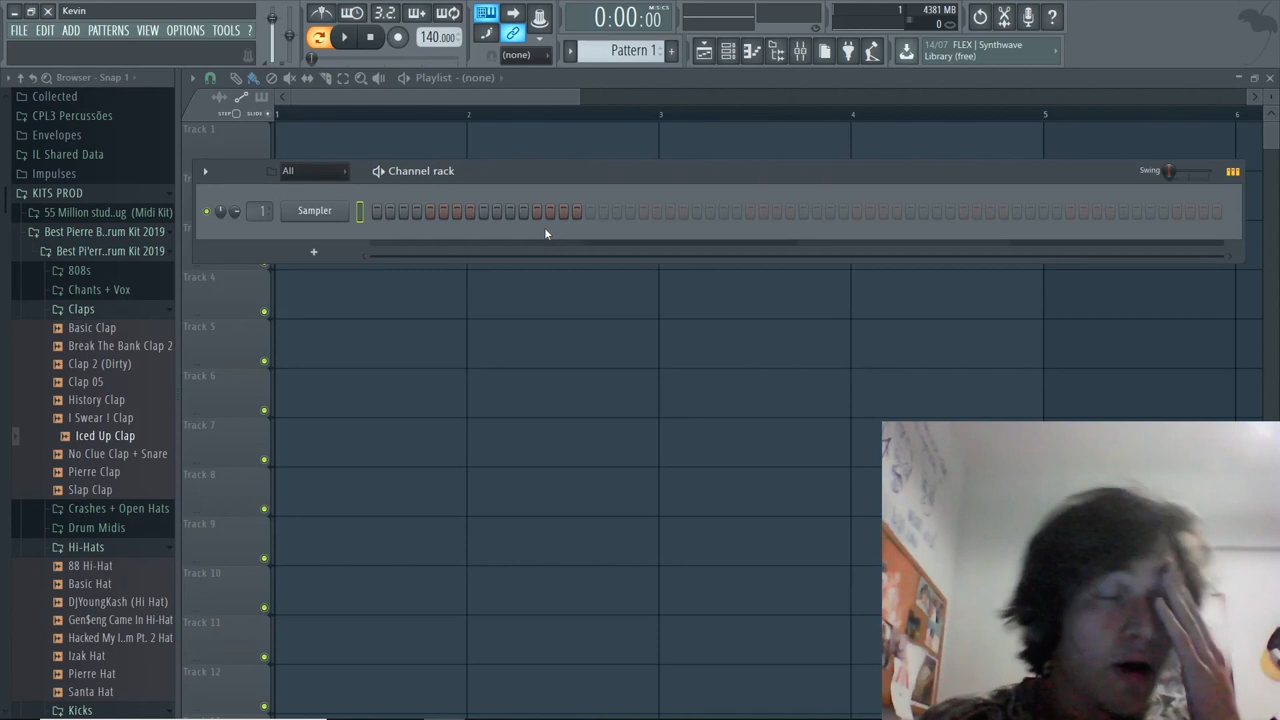 Kevin
FILE EDIT ADD PATTERNS VIEW OPTIONS TOOLS ?
3.2
140.000
0:00:00
M:S:CS
(none)
Pattern 1
1
4381 MB
0
14/07 FLEX | Synthwave
Library (free)
Browser - Snap 1
Collected
CPL3 Percussões
Envelopes
IL Shared Data
Impulses
KITS PROD
55 Million stud..ug (Midi Kit)
Best Pierre B..rum Kit 2019
Best Pi'err..rum Kit 2019
808s
Chants + Vox
Claps
Basic Clap
Break The Bank Clap 2
Clap 2 (Dirty)
Clap 05
History Clap
I Swear ! Clap
Iced Up Clap
No Clue Clap + Snare
Pierre Clap
Slap Clap
Crashes + Open Hats
Drum Midis
Hi-Hats
88 Hi-Hat
Basic Hat
DJYoungKash (Hi Hat)
Gen$eng Came In Hi-Hat
Hacked My I..m Pt. 2 Hat
Izak Hat
Pierre Hat
Santa Hat
Kicks
Playlist - (none)
STEP SLIDE
1 2 3 4 5 6
Track 1
All
Channel rack
Swing
1
Sampler
+
Track 4
Track 5
Track 6
Track 7
Track 8
Track 9
Track 10
Track 11
Track 12